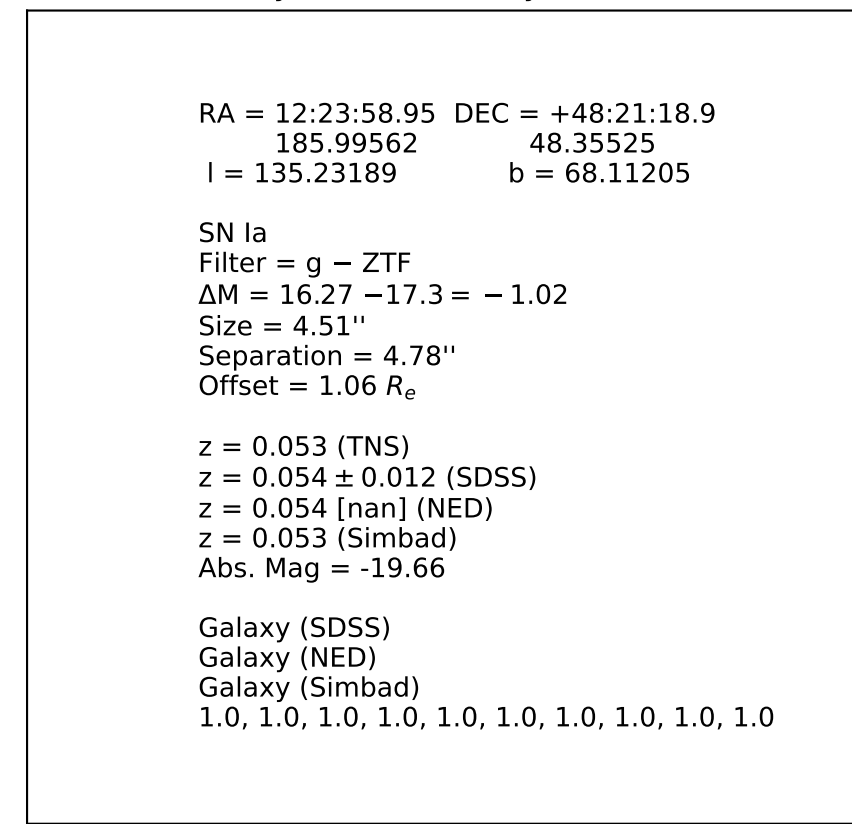 RA = 12:23:58.95 DEC = +48:21:18.9
185.99562 48.35525
l = 135.23189 b = 68.11205
SN Ia
Filter = g − ZTF
ΔM = 16.27 −17.3 = − 1.02
Size = 4.51''
Separation = 4.78''
Offset = 1.06 Re
z = 0.053 (TNS)
z = 0.054 ± 0.012 (SDSS)
z = 0.054 [nan] (NED)
z = 0.053 (Simbad)
Abs. Mag = -19.66
Galaxy (SDSS)
Galaxy (NED)
Galaxy (Simbad)
1.0, 1.0, 1.0, 1.0, 1.0, 1.0, 1.0, 1.0, 1.0, 1.0